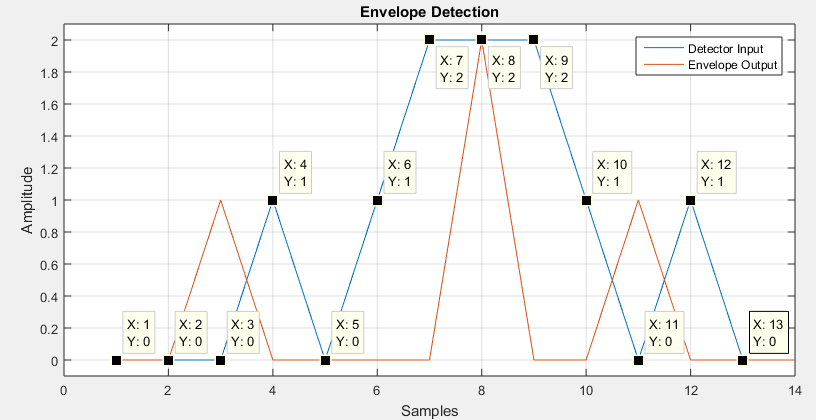 Envelope Detection
Detector Input
Envelope Output
X: 7
Y: 2
X: 8
Y: 2
X: 9
Y: 2
X: 4
Y: 1
X: 6
Y: 1
X: 10
Y: 1
X: 12
Y: 1
X: 1
Y: 0
X: 2
Y: 0
X: 3
Y: 0
X: 5
Y: 0
X: 11
Y: 0
X: 13
Y: 0
2
1.8
1.6
1.4
1.2
1
0.8
0.6
0.4
0.2
0
Amplitude
0 2 4 6 8 10 12 14
Samples